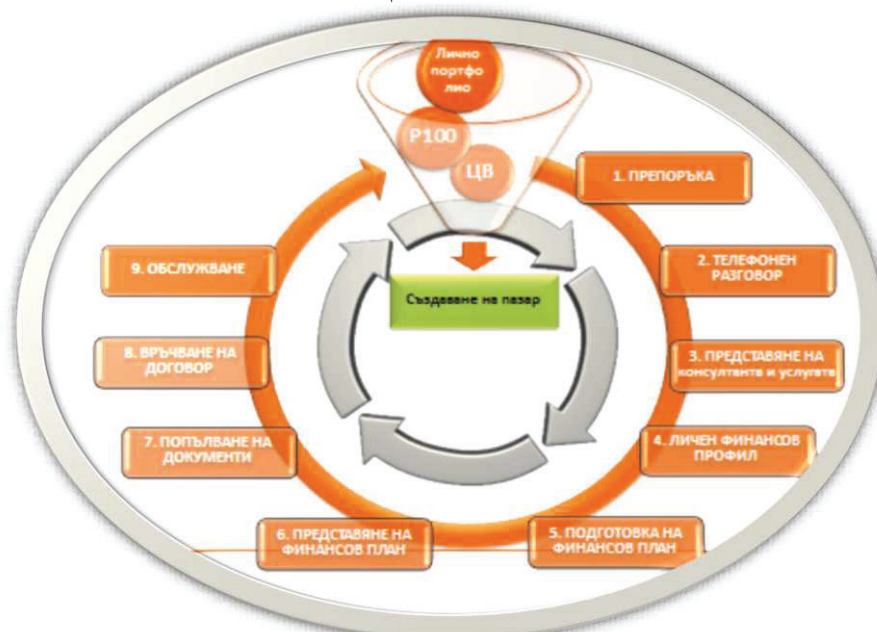 Лично
портфо
лио
P100
ЦВ
Създаване на пазар
1. ПРЕПОРЪКА
2. ТЕЛЕФОНЕН
РАЗГОВОР
3. ПРЕДСТАВЯНЕ НА
консултанта и услугата
4. ЛИЧЕН ФИНАНСОВ
ПРОФИЛ
5. ПОДГОТОВКА НА
ФИНАНСОВ ПЛАН
6. ПРЕДСТАВЯНЕ НА
ФИНАНСОВ ПЛАН
7. ПОПЪЛВАНЕ НА
ДОКУМЕНТИ
8. ВРЪЧВАНЕ НА
ДОГОВОР
9. ОБСЛУЖВАНЕ